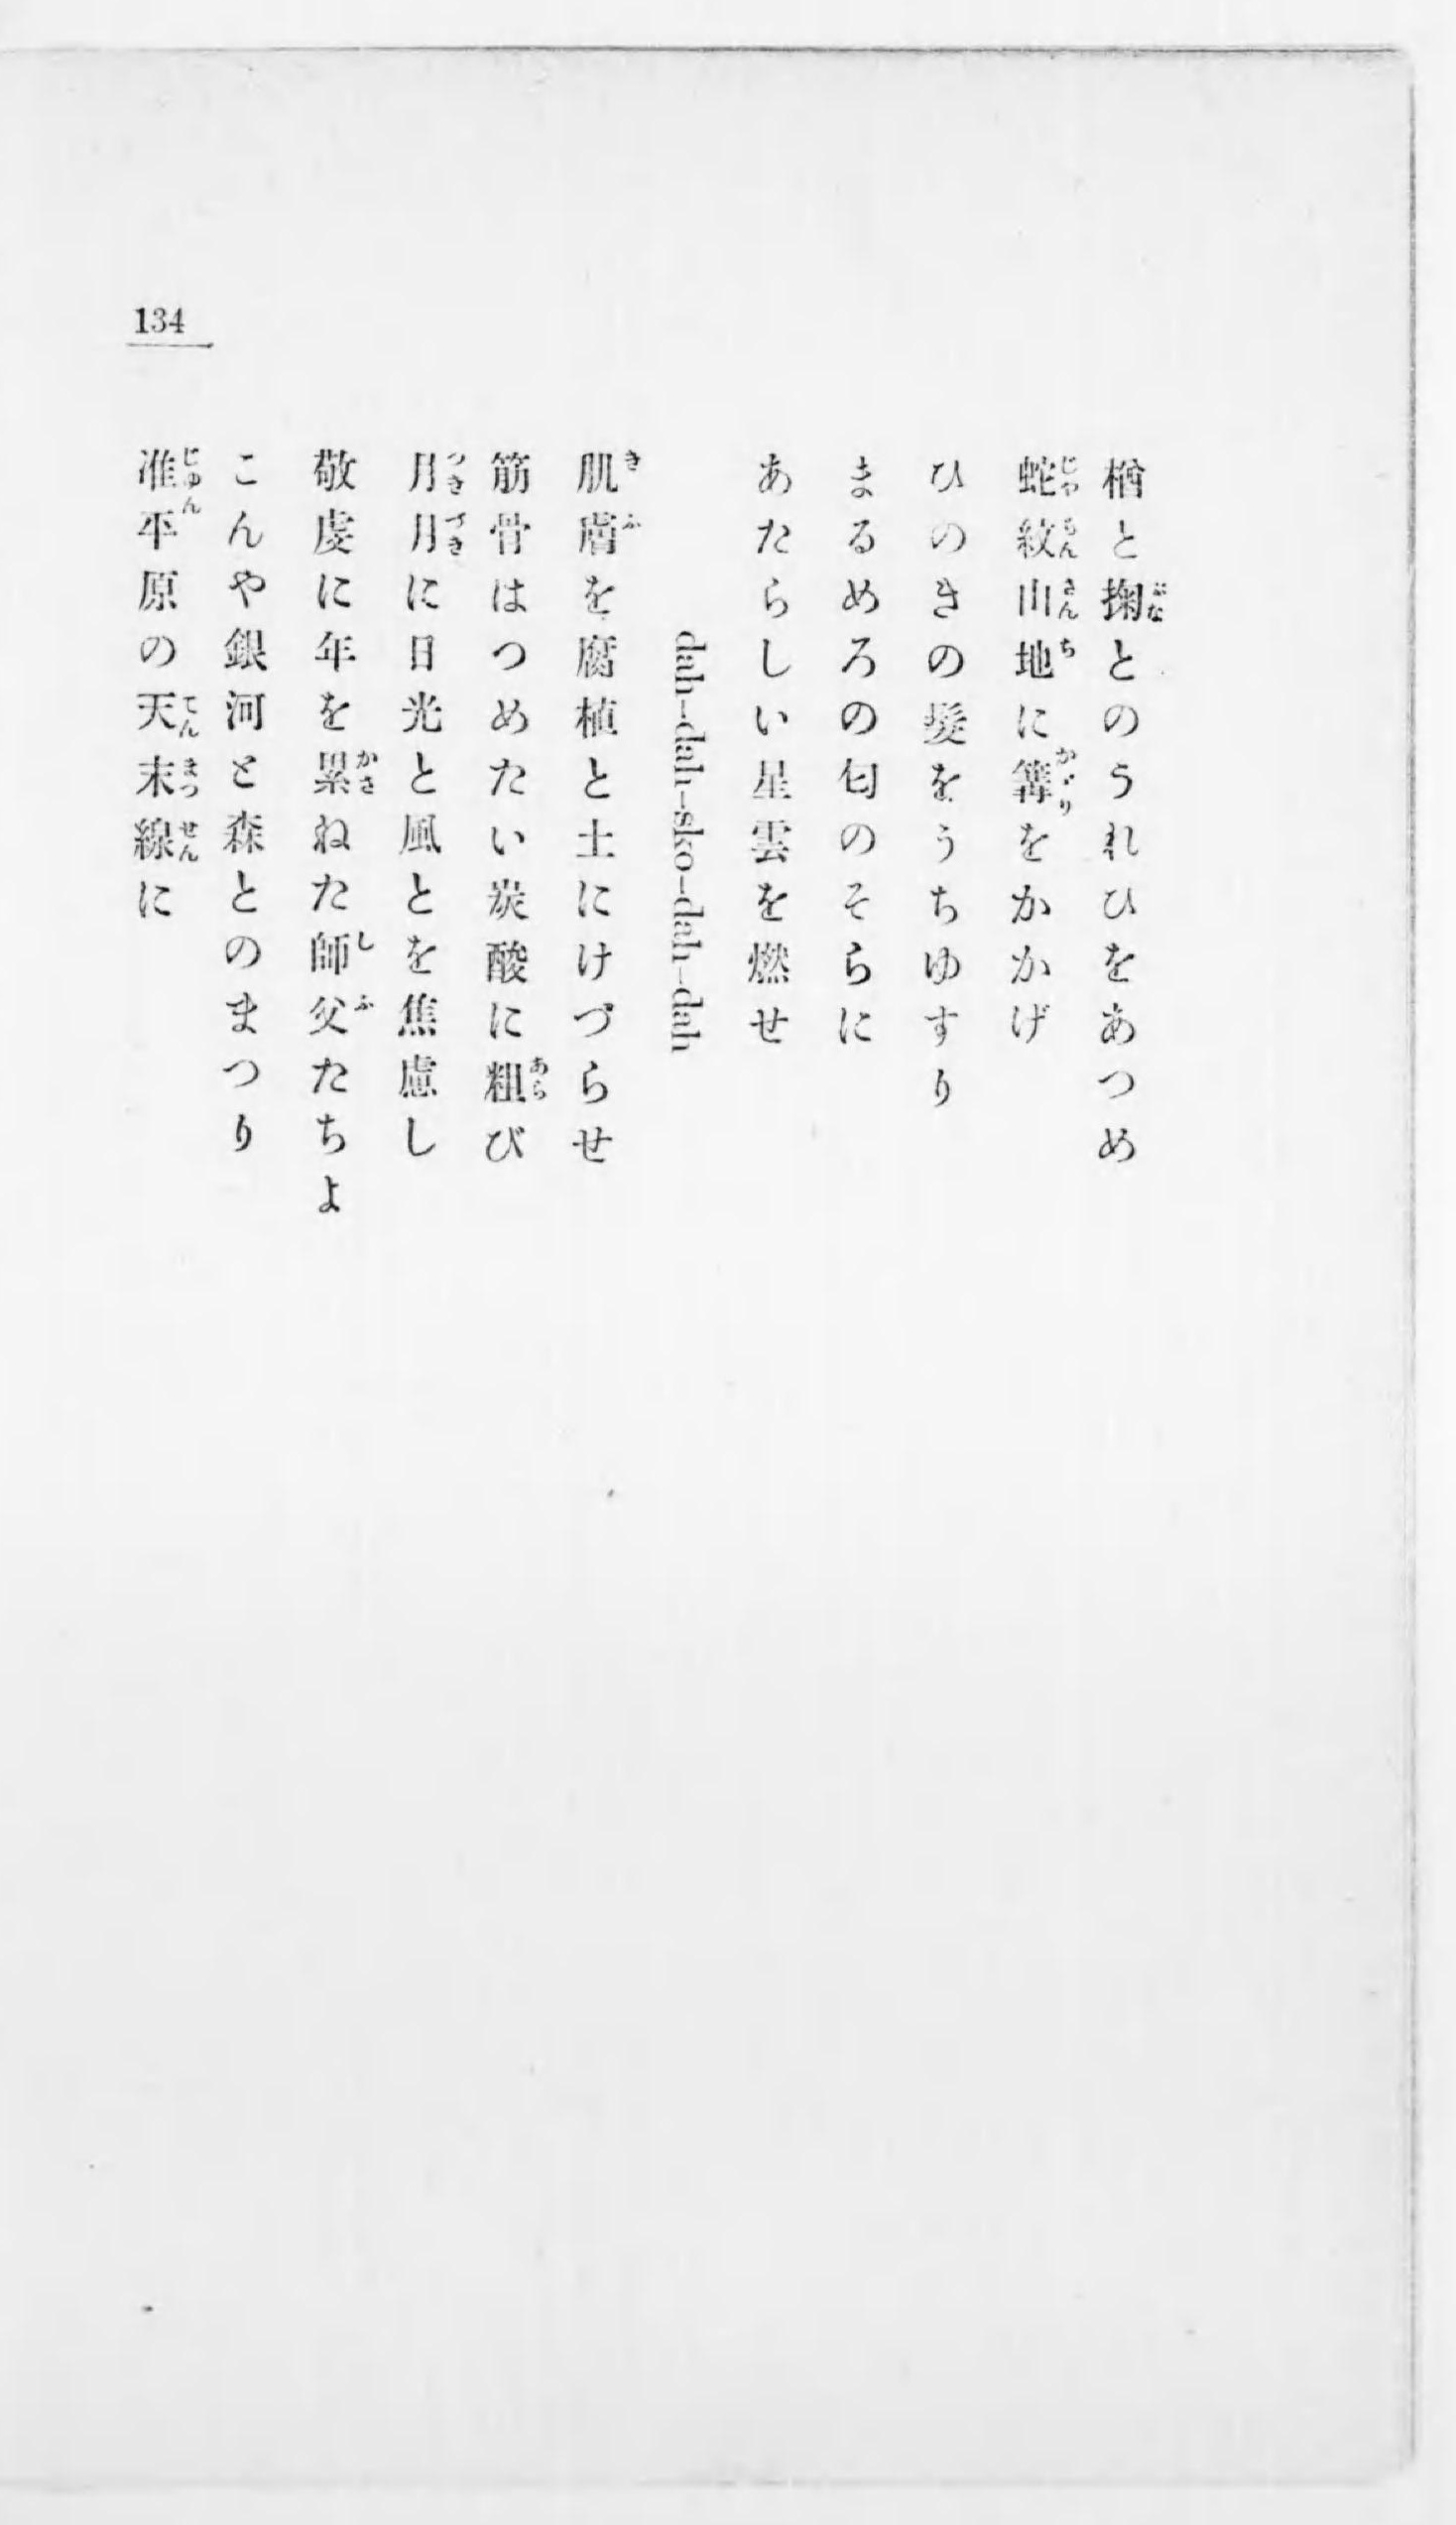 楢と掬とのうれひをあつめ
蛇紋山地に篝をかかげ
ひのきの髪をうちゆすり
まるめろの匂のそらに
あたらしい星雲を燃せ
dah-dah-sko-dah-dah
肌膚を腐植と土にけづらせ
筋骨はつめたい炭酸に粗び
月月に日光と風とを焦慮し
敬虔に年を累ねた師父たちよ
こんや銀河と森とのまつり
准平原の天末線に
134